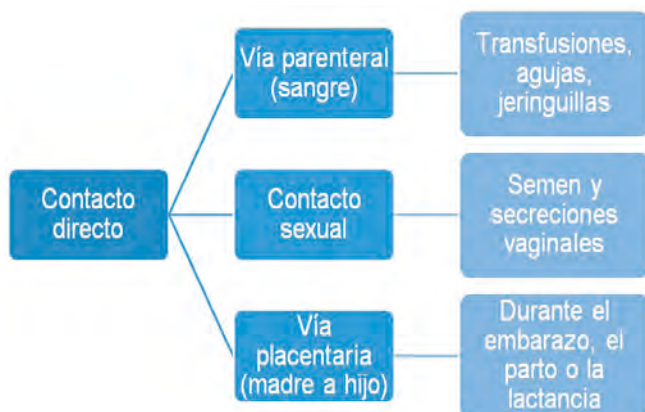 Contacto
directo
Vía parenteral
(sangre)
Transfusiones,
agujas,
jeringuillas
Contacto
sexual
Semen y
secreciones
vaginales
Vía
placentaria
(madre a hijo)
Durante el
embarazo, el
parto o la
lactancia